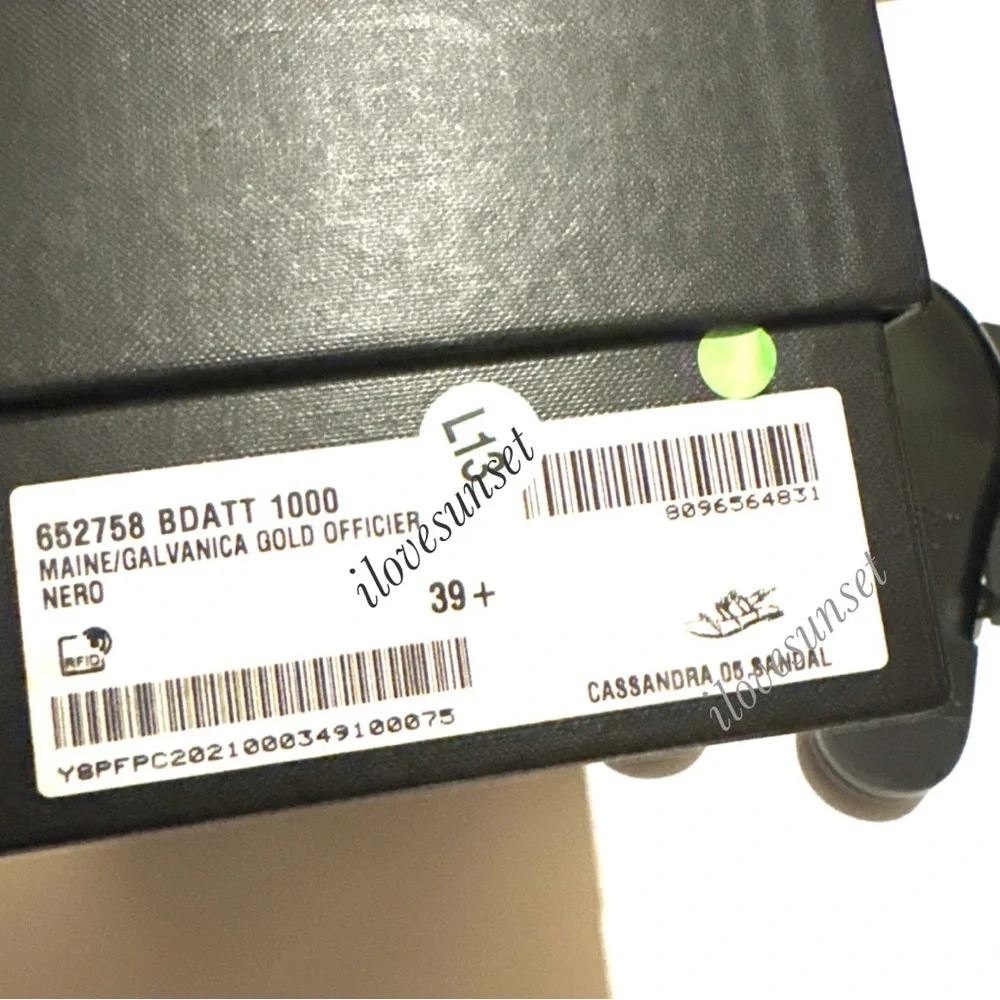 L13
ilovesunset
8096564831
652758 BDATT 1000
MAINE/GALVANICA GOLD OFFICIER
NERO
39+
RFID
CASSANDRA 05 SANDAL
ilovesunset
Y8PFPC2021000349100075